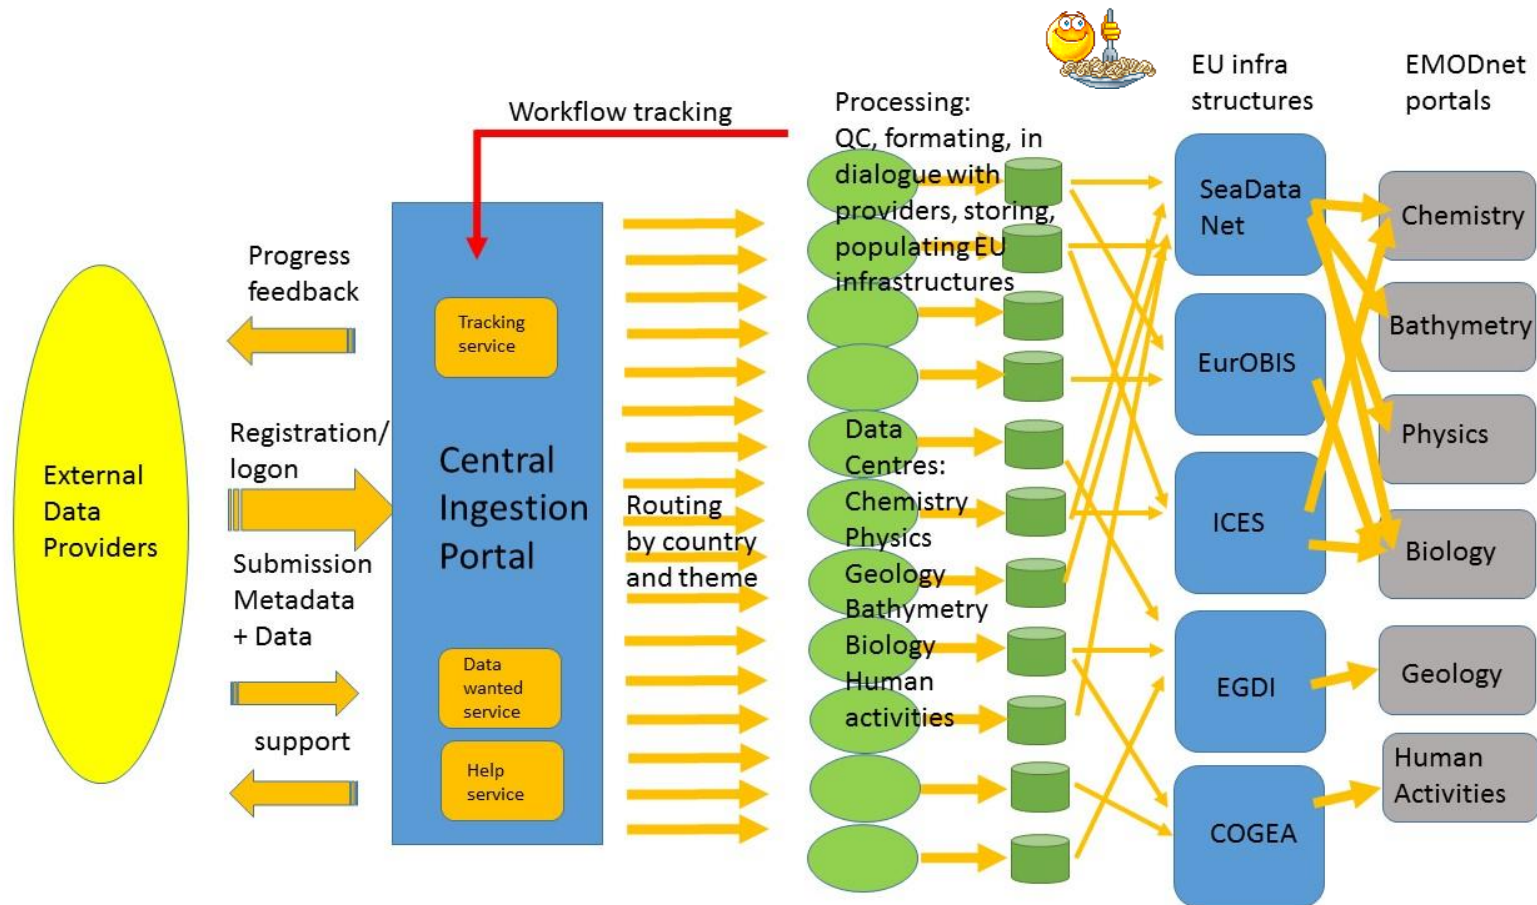 Workflow tracking
Progress
feedback
Registration/
logon
External
Data
Providers
Submission
Metadata
+ Data
support
Tracking
service
Central
Ingestion
Portal
Data
wanted
service
Help
service
Routing
by country
and theme
Processing:
QC, formating, in
dialogue with
providers, storing,
populating EU
infrastructures
Data
Centres:
Chemistry
Physics
Geology
Bathymetry
Biology
Human
activities
EU infra
structures
SeaData
Net
EurOBIS
ICES
EGDI
COGEA
EMODnet
portals
Chemistry
Bathymetry
Physics
Biology
Geology
Human
Activities